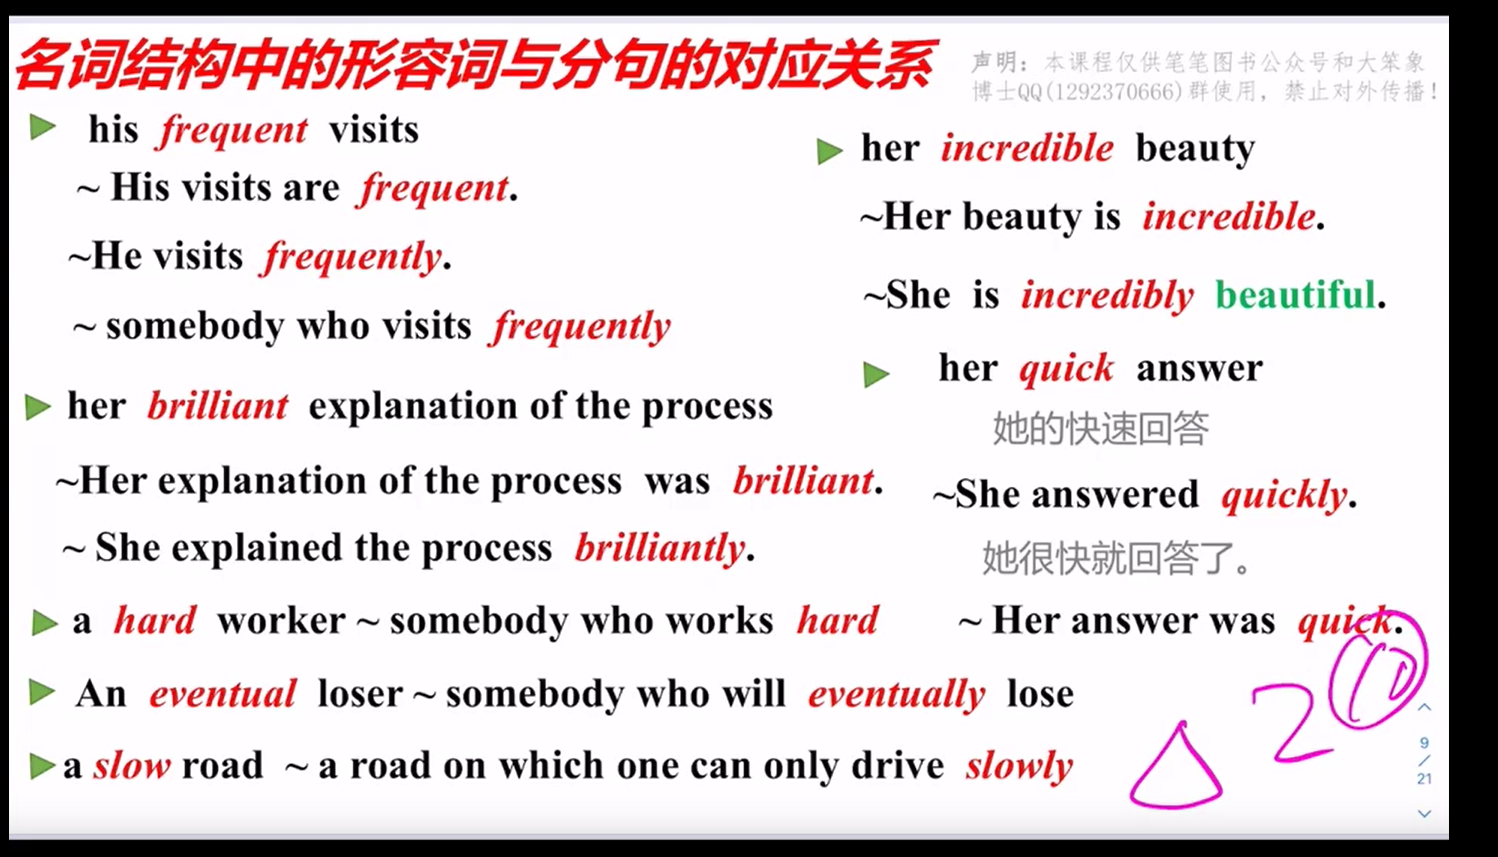 名词结构中的形容词与分句的对应关系
声明：本课程仅供笔笔图书公众号和大笨象
博士QQ(1292370666)群使用，禁止对外传播！
his frequent visits
~ His visits are frequent.
~He visits frequently.
~ somebody who visits frequently
her brilliant explanation of the process
~Her explanation of the process was brilliant.
~ She explained the process brilliantly.
a hard worker ~ somebody who works hard
An eventual loser ~ somebody who will eventually lose
a slow road ~ a road on which one can only drive slowly
her incredible beauty
~Her beauty is incredible.
~She is incredibly beautiful.
her quick answer
她的快速回答
~She answered quickly.
她很快就回答了。
~ Her answer was quick.
2
9
/
21